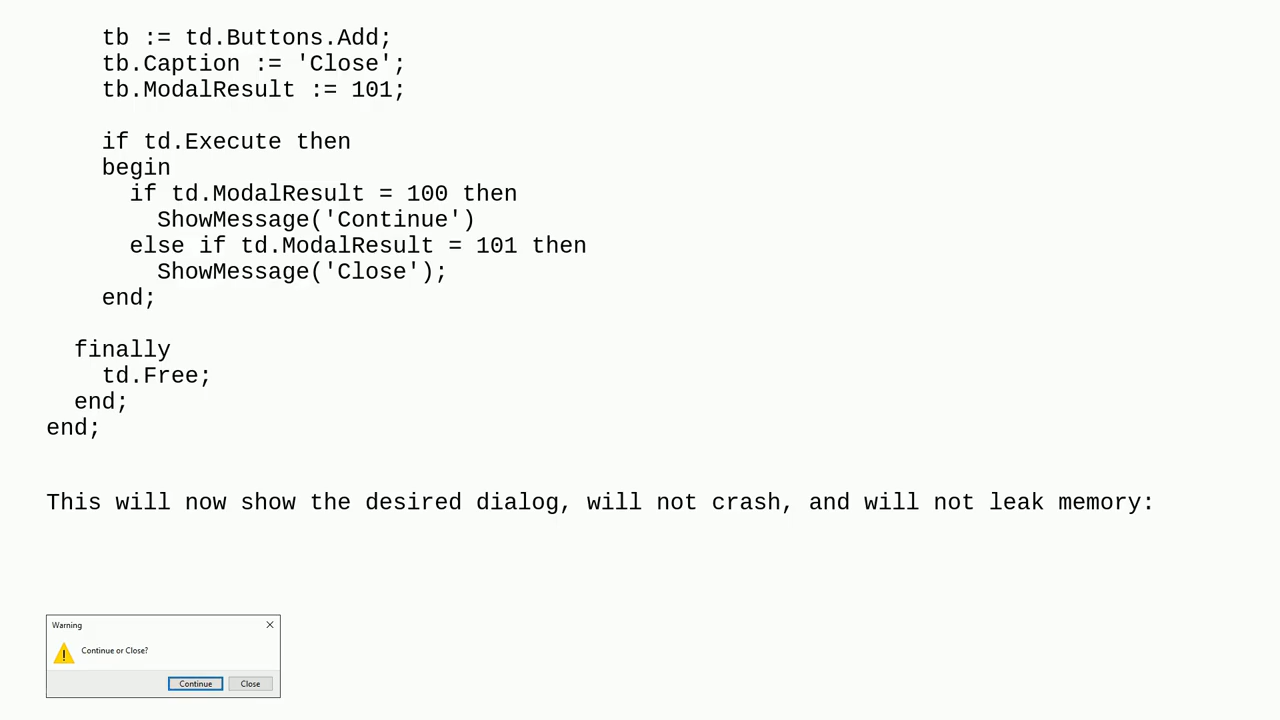 tb := td.Buttons.Add;
tb.Caption := 'Close';
tb.ModalResult := 101;
if td.Execute then
begin
if td.ModalResult = 100 then
ShowMessage('Continue')
else if td.ModalResult = 101 then
ShowMessage('Close');
end;
finally
td.Free;
end;
end;
This will now show the desired dialog, will not crash, and will not leak memory:
Warning
Continue or Close?
Continue Close